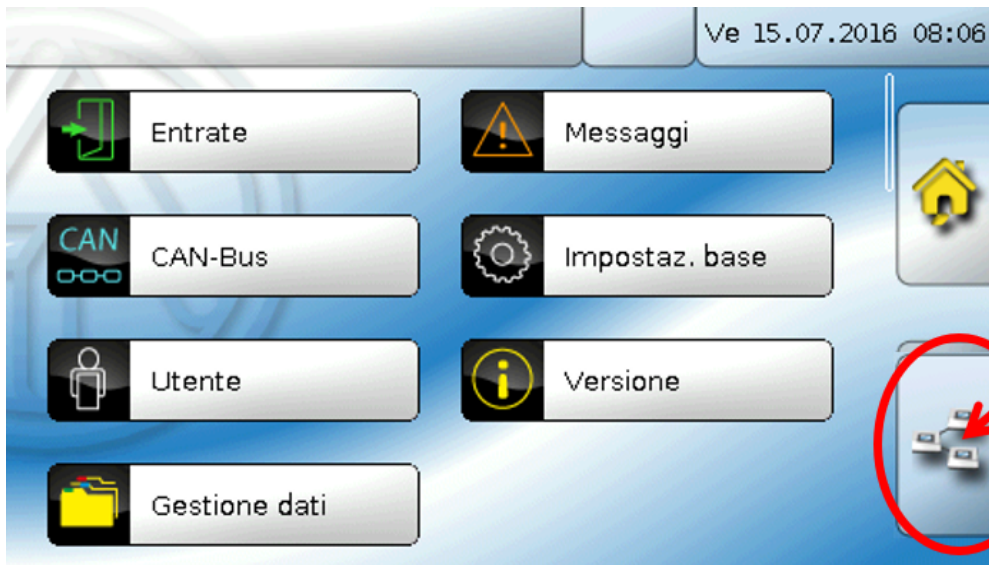 Ve 15.07.2016 08:06
Entrate
Messaggi
CAN
CAN-Bus
Impostaz. base
Utente
Versione
Gestione dati